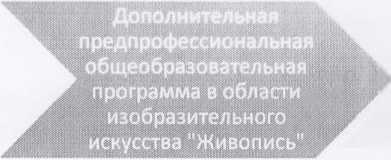 Дополнительная
предпрофессиональная
общеобразовательная
программа в области
изобразительного
искусства "Живопись"